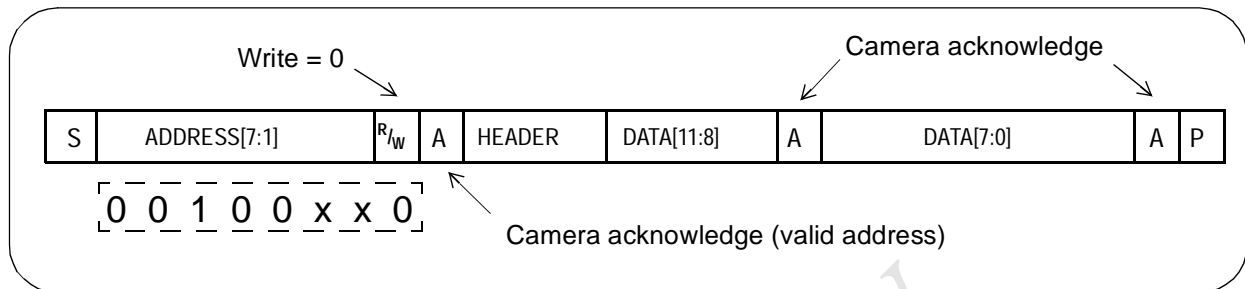 Camera acknowledge
Write = 0
S ADDRESS[7:1] R/W A HEADER DATA[11:8] A DATA[7:0] A P
0 0 1 0 0 x x 0
Camera acknowledge (valid address)